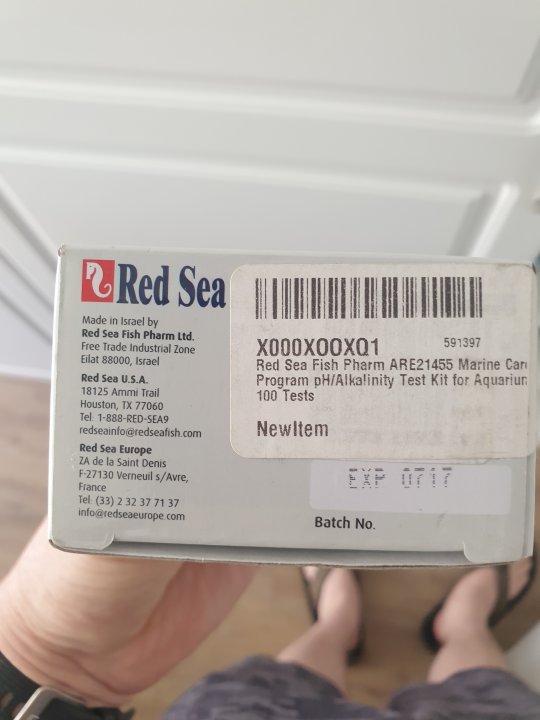 Red Sea
Made in Israel by
Red Sea Fish Pharm Ltd.
Free Trade Industrial Zone
Eilat 88000, Israel
Red Sea U.S.A.
18125 Ammi Trail
Houston, TX 77060
Tel: 1-888-RED-SEA9
redseainfo@redseafish.com
Red Sea Europe
ZA de la Saint Denis
F-27130 Verneuil s/Avre,
France
Tel: (33) 2 32 37 71 37
info@redseaeurope.com
X000XOOXQ1
591397
Red Sea Fish Pharm ARE21455 Marine Care
Program pH/Alkalinity Test Kit for Aquarium
100 Tests
NewItem
EXP 0717
Batch No.